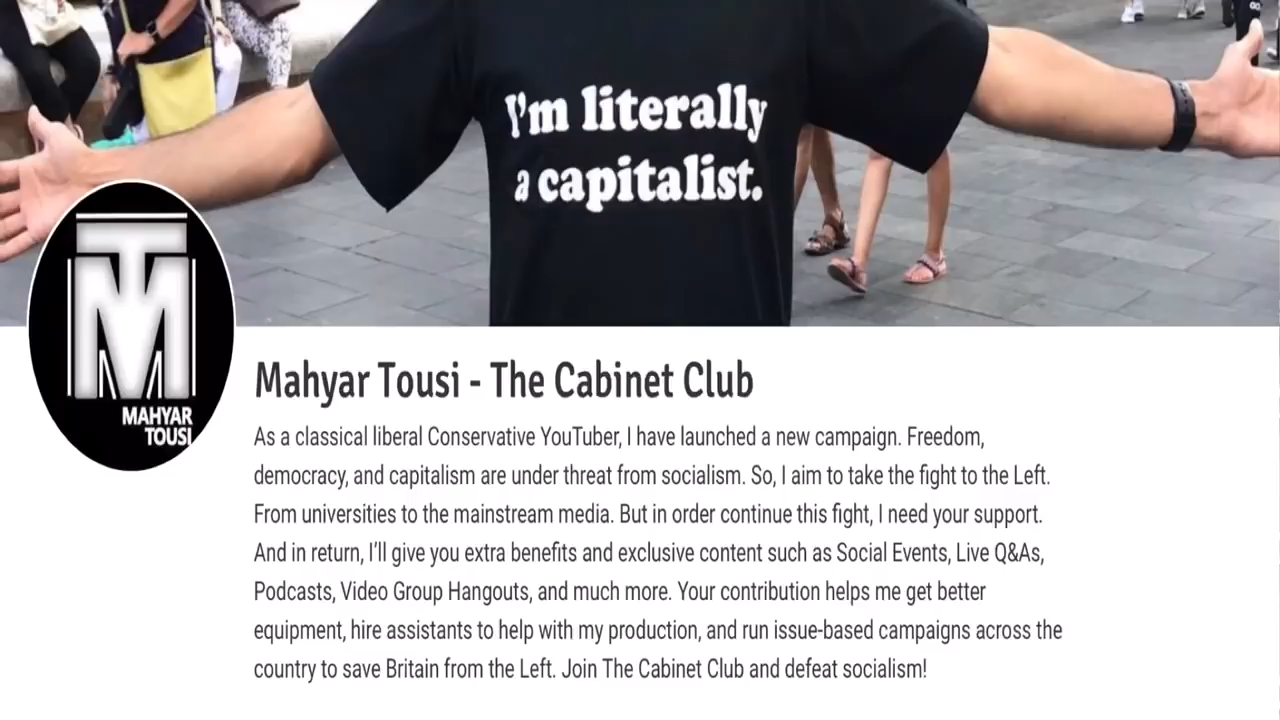 I'm literally
a capitalist.
TM
MAHYAR
TOUSI
Mahyar Tousi - The Cabinet Club
As a classical liberal Conservative YouTuber, I have launched a new campaign. Freedom,
democracy, and capitalism are under threat from socialism. So, I aim to take the fight to the Left.
From universities to the mainstream media. But in order continue this fight, I need your support.
And in return, I'll give you extra benefits and exclusive content such as Social Events, Live Q&As,
Podcasts, Video Group Hangouts, and much more. Your contribution helps me get better
equipment, hire assistants to help with my production, and run issue-based campaigns across the
country to save Britain from the Left. Join The Cabinet Club and defeat socialism!